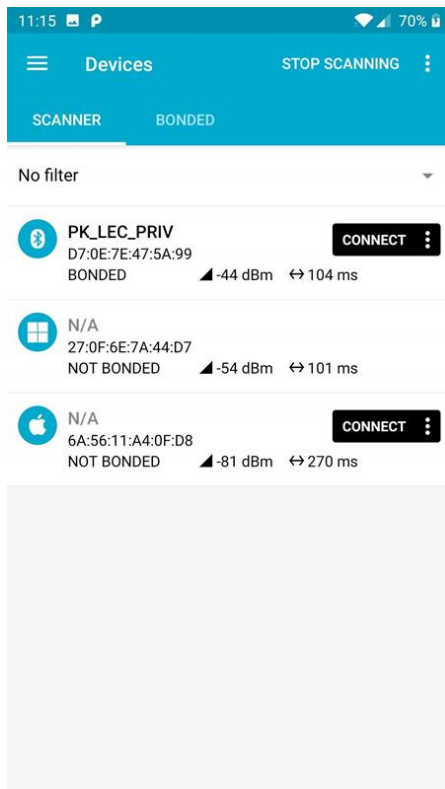 11:15 70%
Devices STOP SCANNING
SCANNER BONDED
No filter
PK_LEC_PRIV CONNECT
D7:0E:7E:47:5A:99
BONDED -44 dBm 104 ms
N/A
27:0F:6E:7A:44:D7
NOT BONDED -54 dBm 101 ms
N/A CONNECT
6A:56:11:A4:0F:D8
NOT BONDED -81 dBm 270 ms